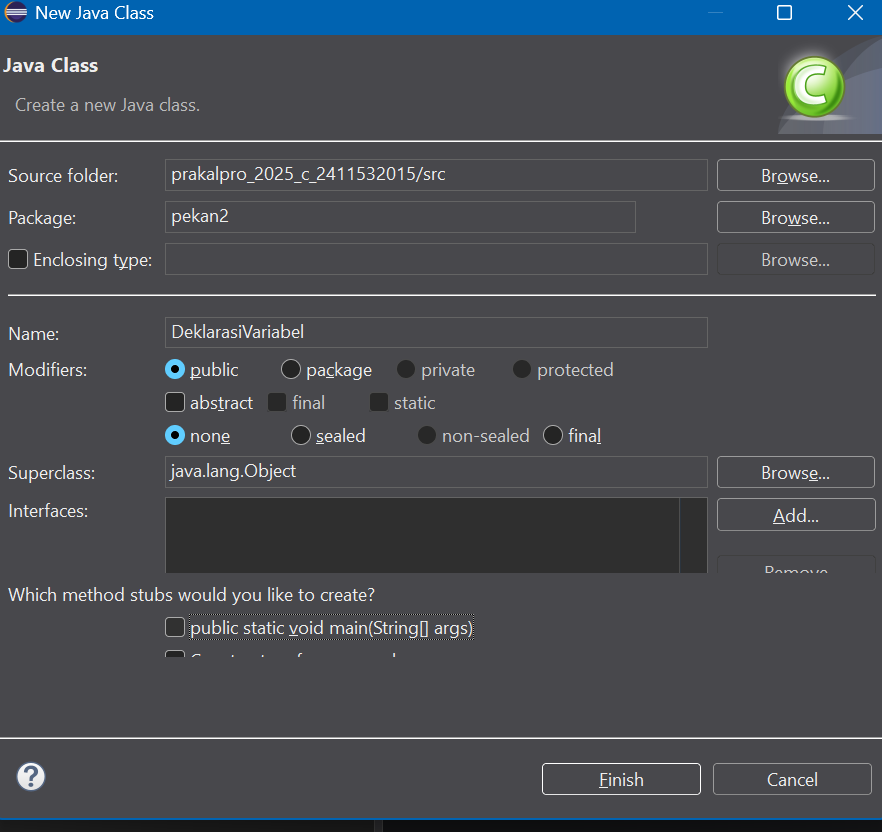 New Java Class
Java Class
Create a new Java class.
Source folder: prakalpro_2025_c_2411532015/src Browse...
Package: pekan2 Browse...
Enclosing type: Browse...
Name: DeklarasiVariabel
Modifiers: public package private protected
abstract final static
none sealed non-sealed final
Superclass: java.lang.Object Browse...
Interfaces: Add...
Remove
Which method stubs would you like to create?
public static void main(String[] args)
Finish Cancel